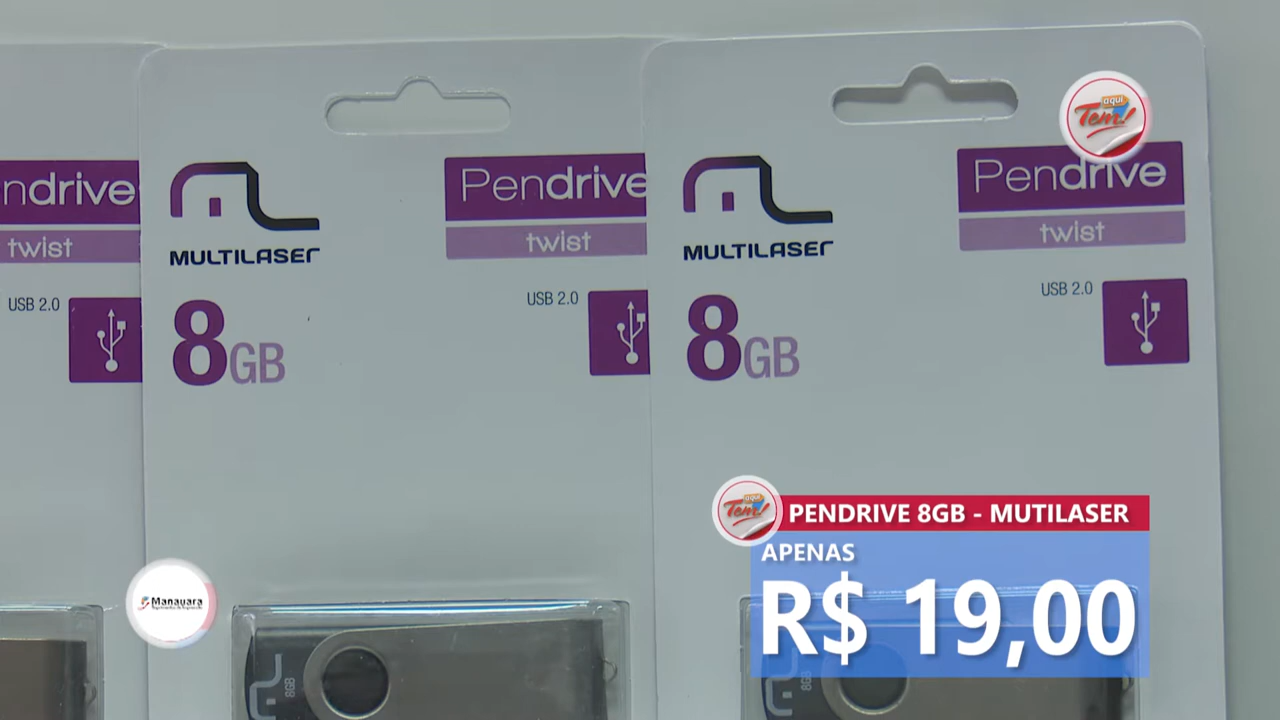 aqui
Tem!
ndrive
twist
USB 2.0
MULTILASER
8GB
Pendrive
twist
USB 2.0
MULTILASER
8GB
Pendrive
twist
USB 2.0
aqui
Tem!
PENDRIVE 8GB - MUTILASER
APENAS
R$ 19,00
Manauara
8GB
8GB